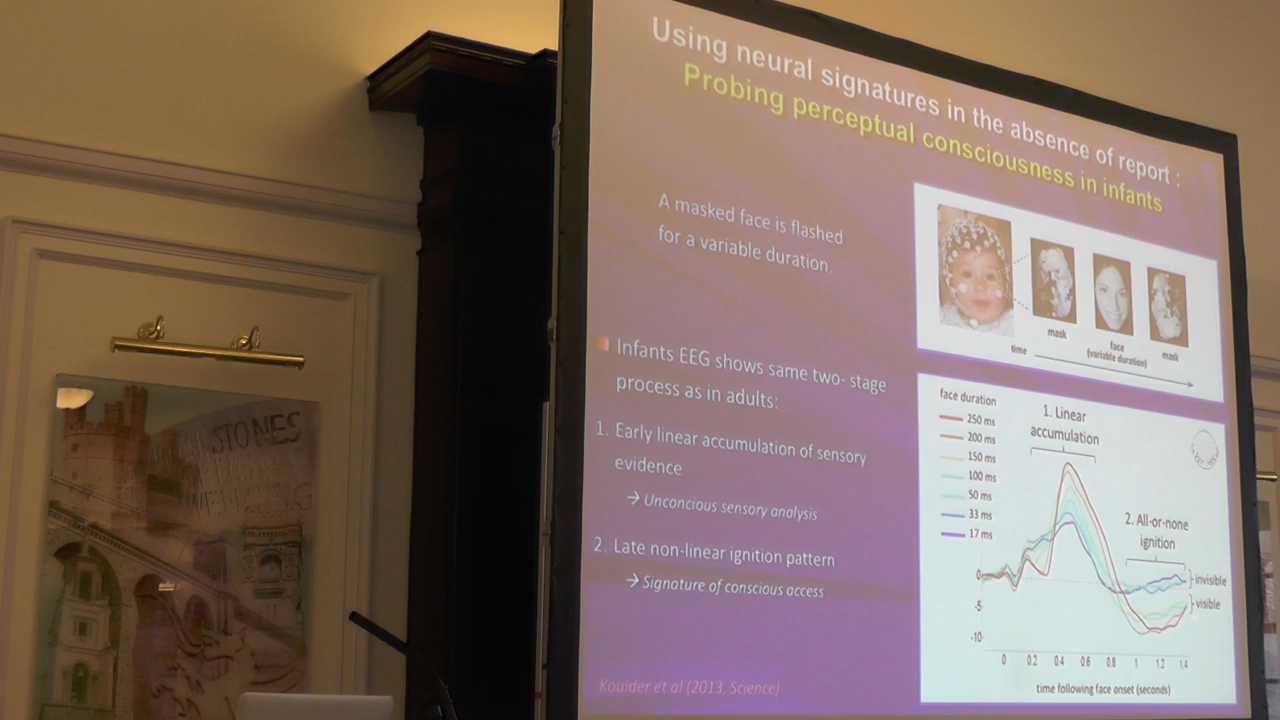 Using neural signatures in the absence of report :
Probing perceptual consciousness in infants
A masked face is flashed
for a variable duration.
Infants EEG shows same two- stage
process as in adults:
1. Early linear accumulation of sensory
evidence
→ Unconcious sensory analysis
2. Late non-linear ignition pattern
→ Signature of conscious access
Kouider et al (2013, Science)
mask
face
(variable duration)
mask
time
face duration
250 ms
200 ms
150 ms
100 ms
50 ms
33 ms
17 ms
1. Linear
accumulation
2. All-or-none
ignition
invisible
visible
0
-5
-10
0 0.2 0.4 0.6 0.8 1 1.2 1.4
time following face onset (seconds)
STONES